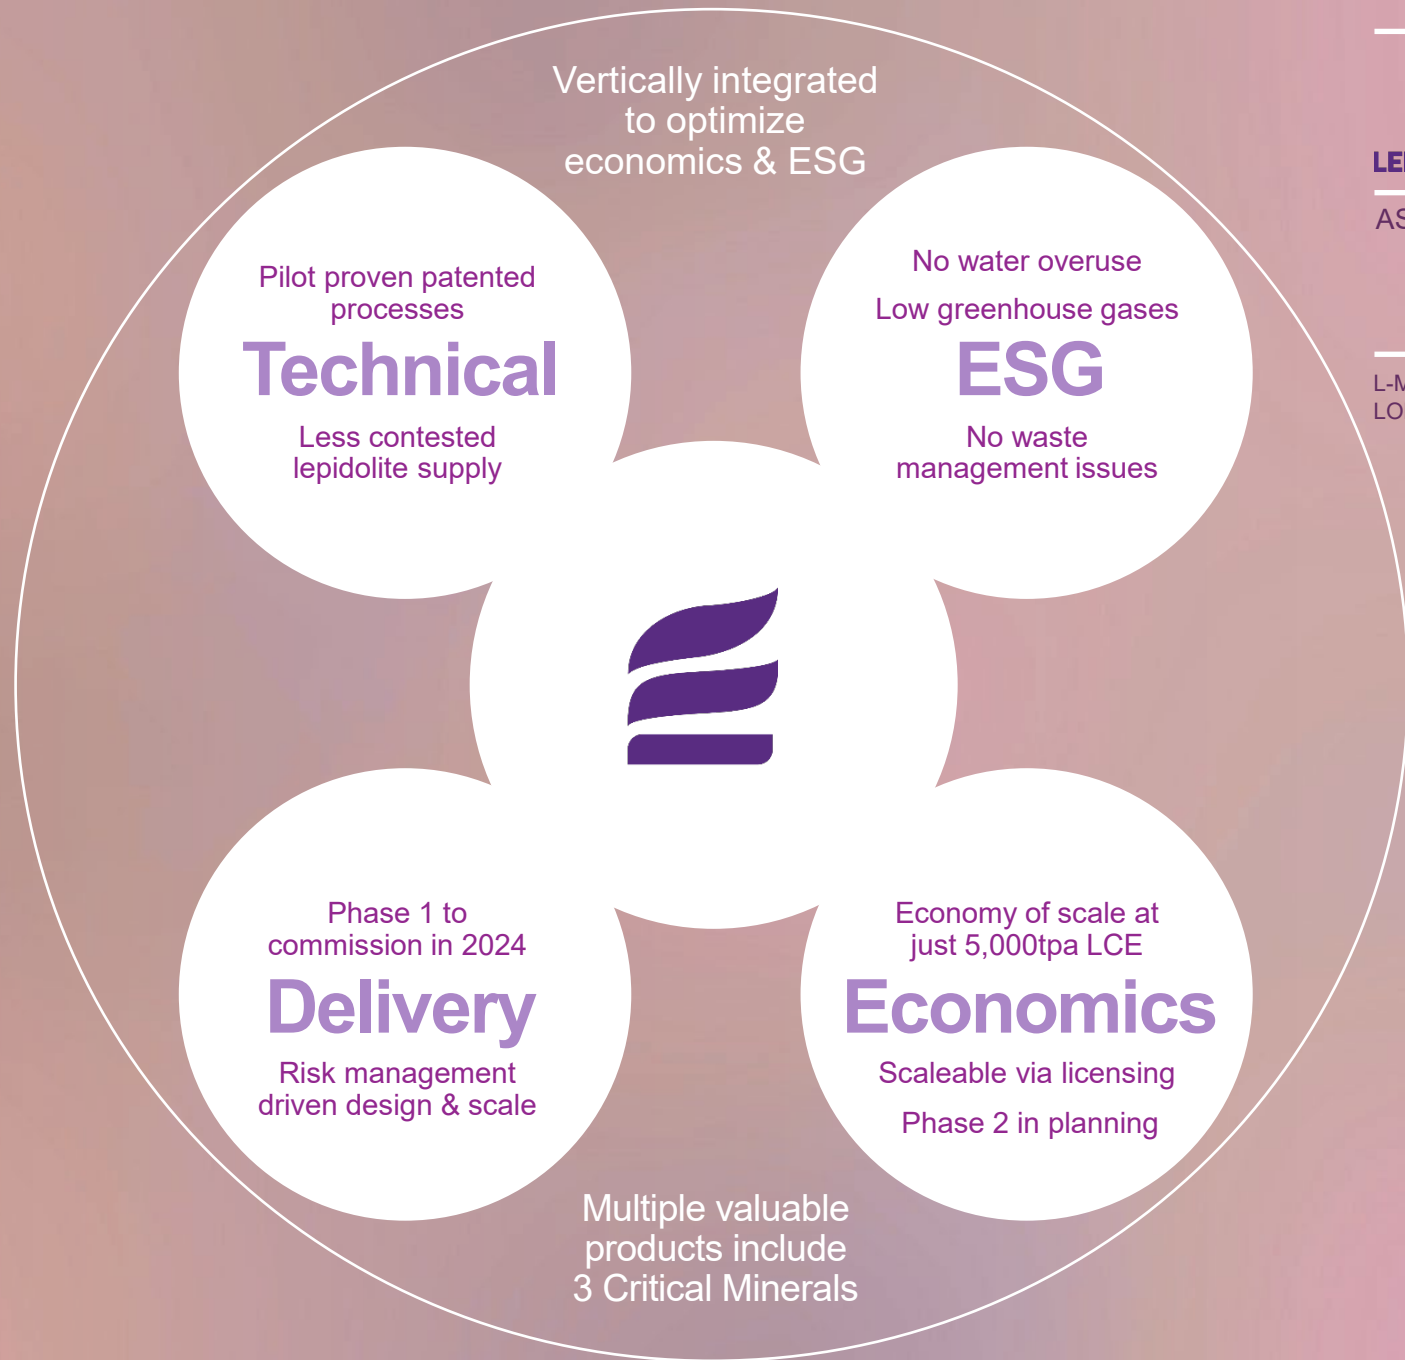 Vertically integrated
to optimize
economics & ESG
Pilot proven patented
processes
Technical
Less contested
lepidolite supply
No water overuse
Low greenhouse gases
ESG
No waste
management issues
Phase 1 to
commission in 2024
Delivery
Risk management
driven design & scale
Economy of scale at
just 5,000tpa LCE
Economics
Scaleable via licensing
Phase 2 in planning
Multiple valuable
products include
3 Critical Minerals